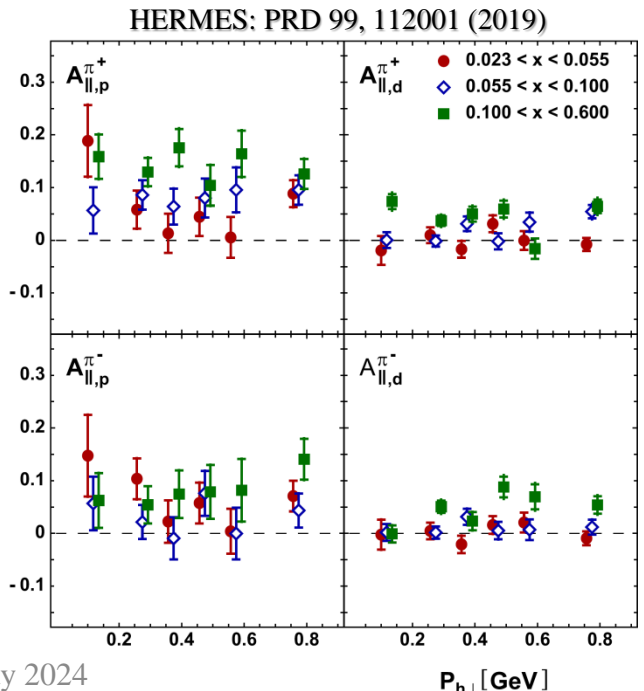 HERMES: PRD 99, 112001 (2019)
A∥,p^π+
A∥,d^π+
0.023 < x < 0.055
0.055 < x < 0.100
0.100 < x < 0.600
0.3
0.2
0.1
0
-0.1
A∥,p^π-
A∥,d^π-
0.3
0.2
0.1
0
-0.1
0.2 0.4 0.6 0.8 0.2 0.4 0.6 0.8
2024
P_h⊥ [GeV]